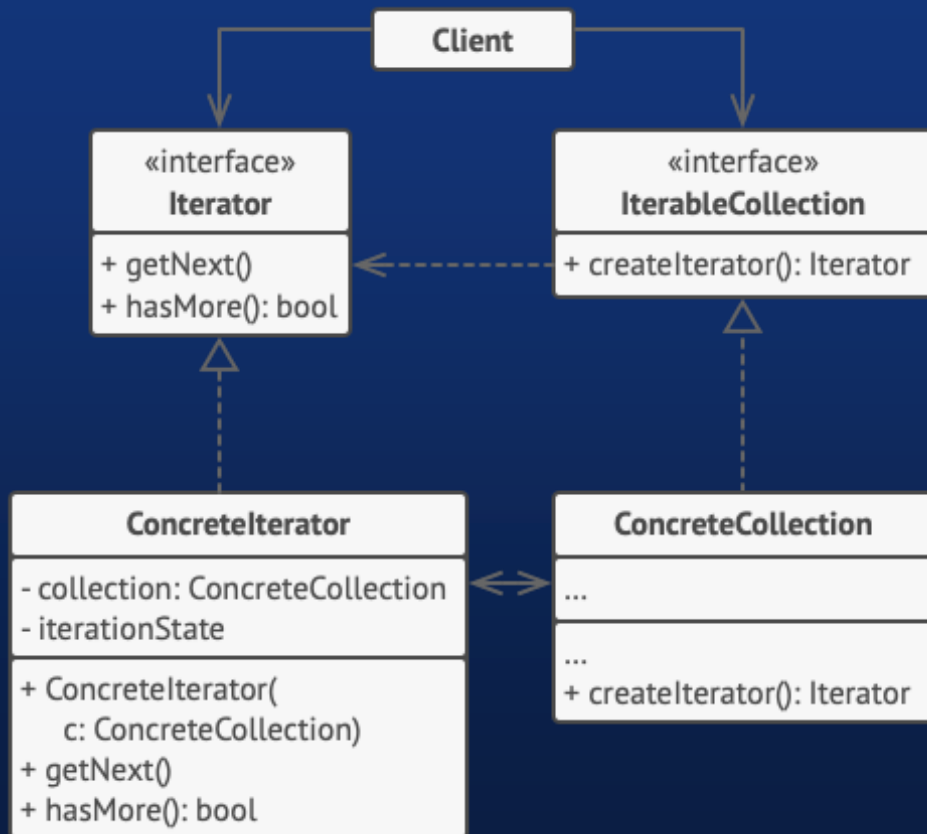 Client
«interface»
Iterator
+ getNext()
+ hasMore(): bool
«interface»
IterableCollection
+ createIterator(): Iterator
ConcreteIterator
- collection: ConcreteCollection
- iterationState
+ ConcreteIterator(
c: ConcreteCollection)
+ getNext()
+ hasMore(): bool
ConcreteCollection
...
...
+ createIterator(): Iterator